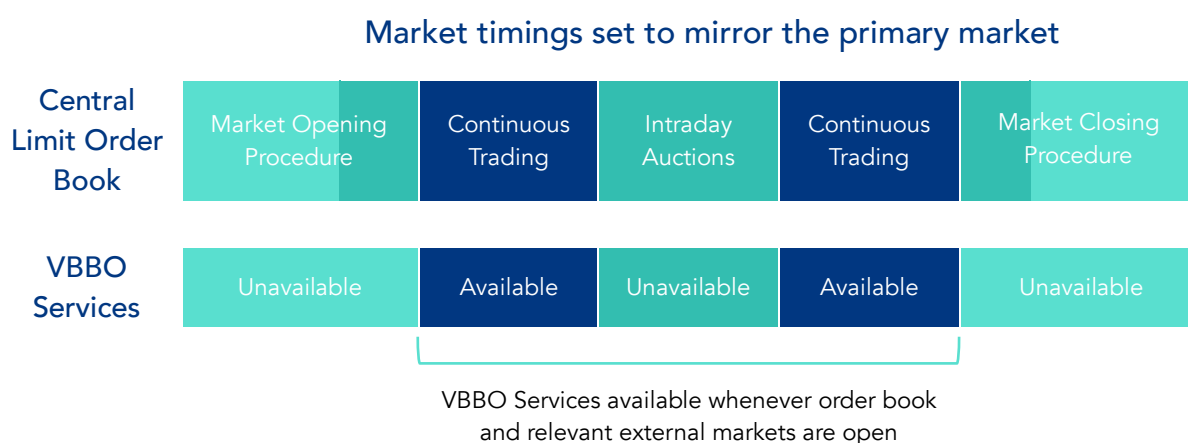 Market timings set to mirror the primary market
Central
Limit Order
Book
Market Opening
Procedure
Continuous
Trading
Intraday
Auctions
Continuous
Trading
Market Closing
Procedure
VBBO
Services
Unavailable
Available
Unavailable
Available
Unavailable
VBBO Services available whenever order book
and relevant external markets are open